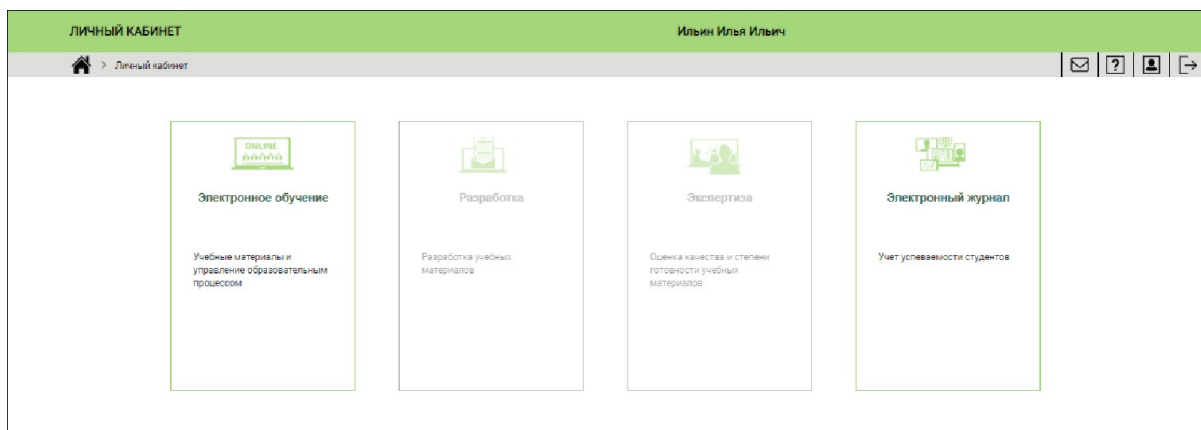 ЛИЧНЫЙ КАБИНЕТ
Ильин Илья Ильич
> Личный кабинет
ONLINE
Электронное обучение
Учебные материалы и
управление образовательным
процессом
Разработка
Разработка учебных
материалов
Экспертиза
Оценка качества и степени
готовности учебных
материалов
Электронный журнал
Учет успеваемости студентов